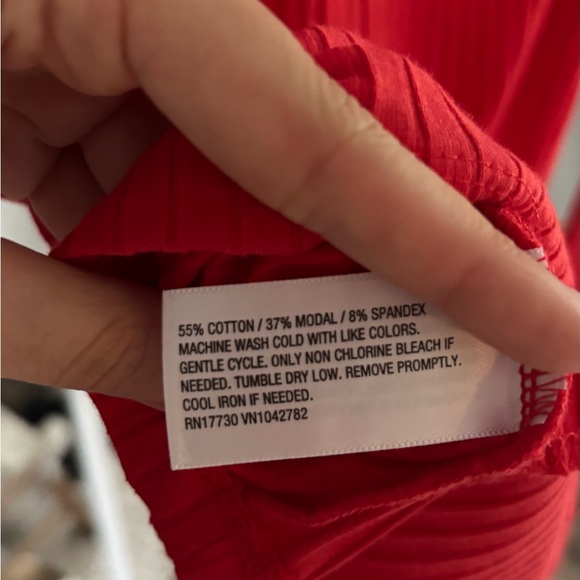 55% COTTON / 37% MODAL / 8% SPANDEX
MACHINE WASH COLD WITH LIKE COLORS.
GENTLE CYCLE. ONLY NON CHLORINE BLEACH IF
NEEDED. TUMBLE DRY LOW. REMOVE PROMPTLY.
COOL IRON IF NEEDED.
RN17730 VN1042782